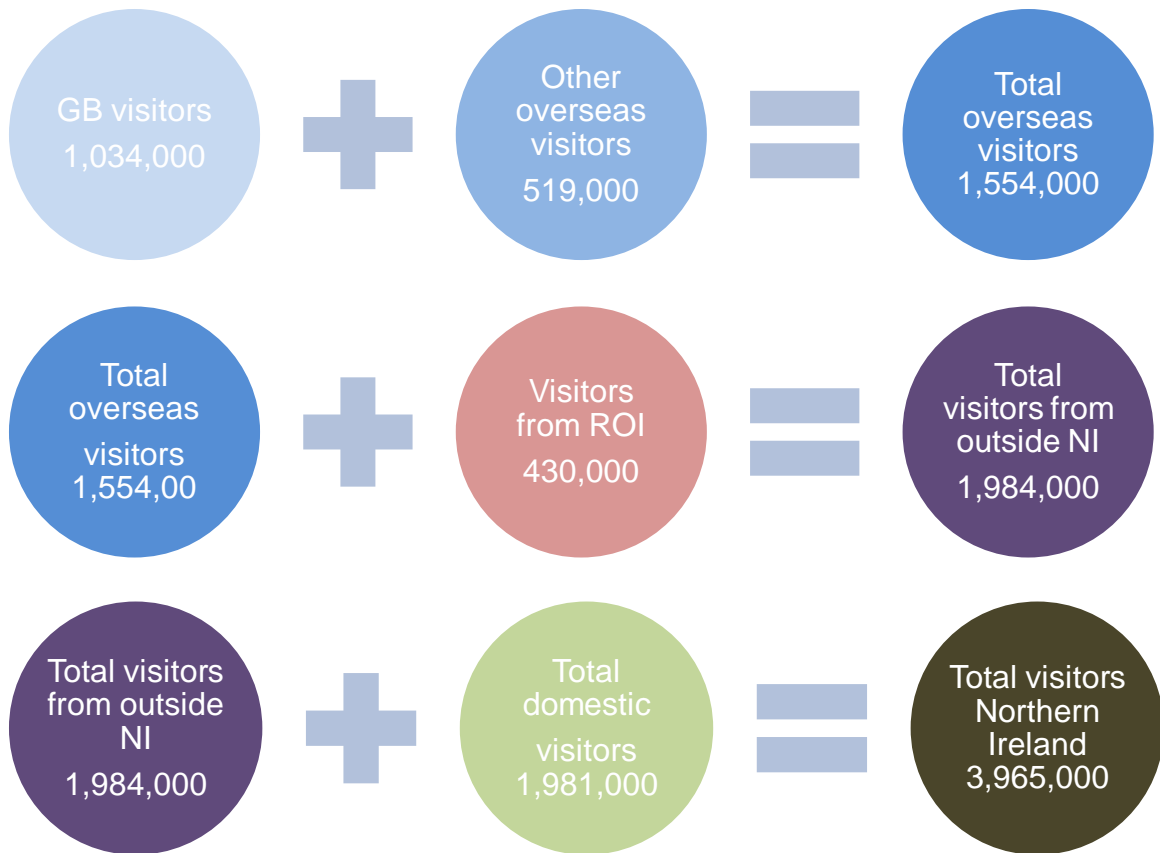 GB visitors
1,034,000
Other
overseas
visitors
519,000
Total
overseas
visitors
1,554,000
Total
overseas
visitors
1,554,00
Visitors
from ROI
430,000
Total
visitors from
outside NI
1,984,000
Total visitors
from outside
NI
1,984,000
Total
domestic
visitors
1,981,000
Total visitors
Northern
Ireland
3,965,000